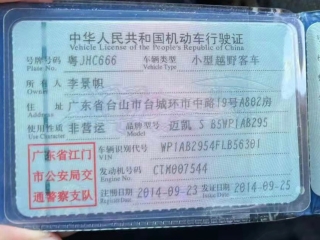 中华人民共和国机动车行驶证
Vehicle License of the People's Republic of China
号牌号码 粤JHC666 车辆类型 小型越野客车
Plate No. Vehicle Type
所有人 李景帜
Owner
住址 广东省台山市台城环市中路19号A802房
Address
使用性质 非营运 品牌型号 迈凯 S 65WP1AB295
Use Character Model
车辆识别代号 WP1AB2954FLB56301
VIN
发动机号码 CTM007544
Engine No.
注册日期 2014-09-23 发证日期 2014-09-25
广东省江门
市公安局交
通警察支队